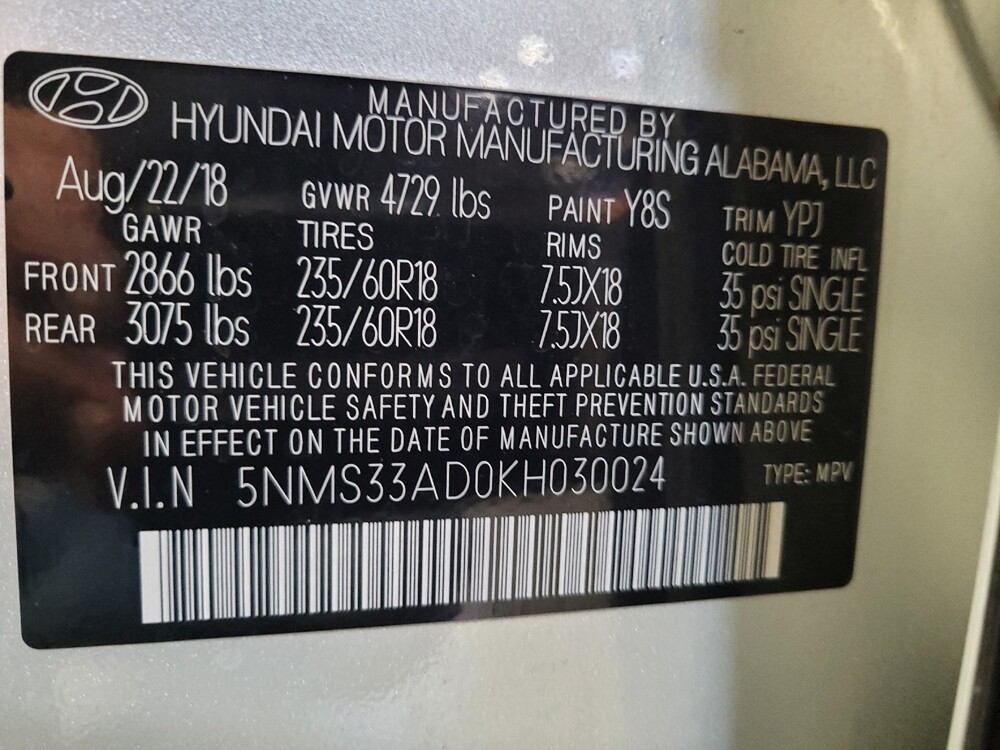 MANUFACTURED BY
HYUNDAI MOTOR MANUFACTURING ALABAMA, LLC
Aug/22/18 GVWR 4729 lbs PAINT Y8S TRIM YPJ
GAWR TIRES RIMS COLD TIRE INFL
FRONT 2866 lbs 235/60R18 7.5JX18 35 psi SINGLE
REAR 3075 lbs 235/60R18 7.5JX18 35 psi SINGLE
THIS VEHICLE CONFORMS TO ALL APPLICABLE U.S.A. FEDERAL
MOTOR VEHICLE SAFETY AND THEFT PREVENTION STANDARDS
IN EFFECT ON THE DATE OF MANUFACTURE SHOWN ABOVE
V.I.N 5NMS33AD0KH030024 TYPE: MPV